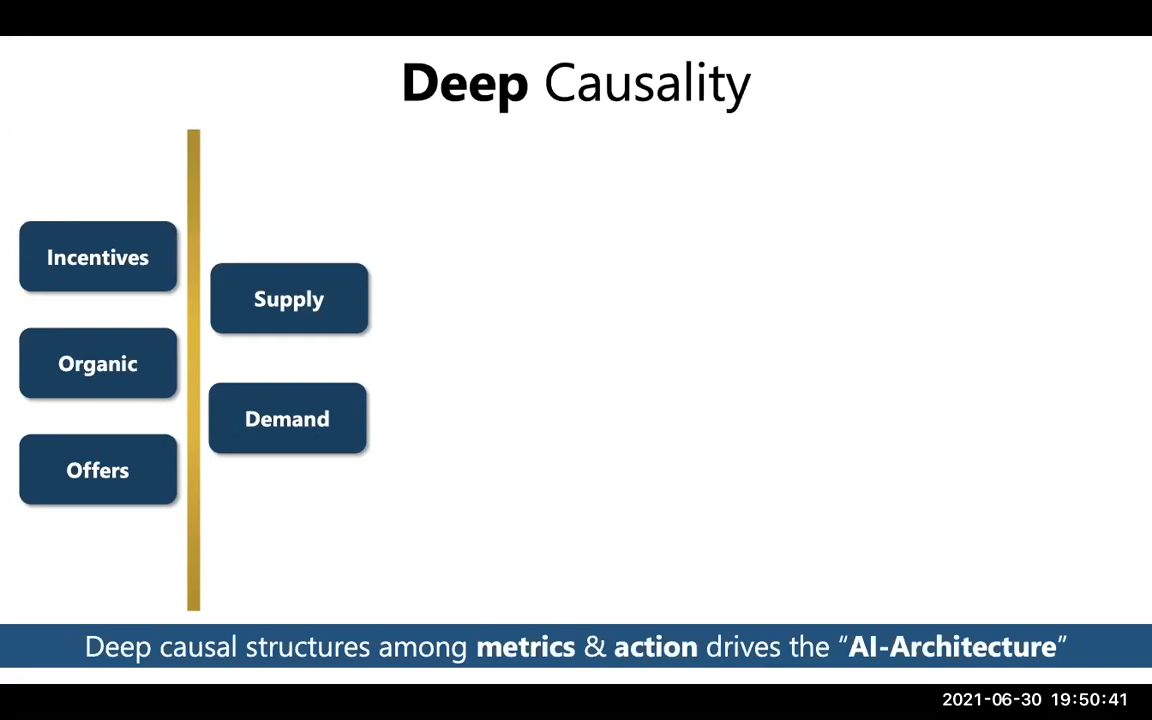 Deep Causality
Incentives
Supply
Organic
Demand
Offers
Deep causal structures among metrics & action drives the “AI-Architecture”
2021-06-30 19:50:41